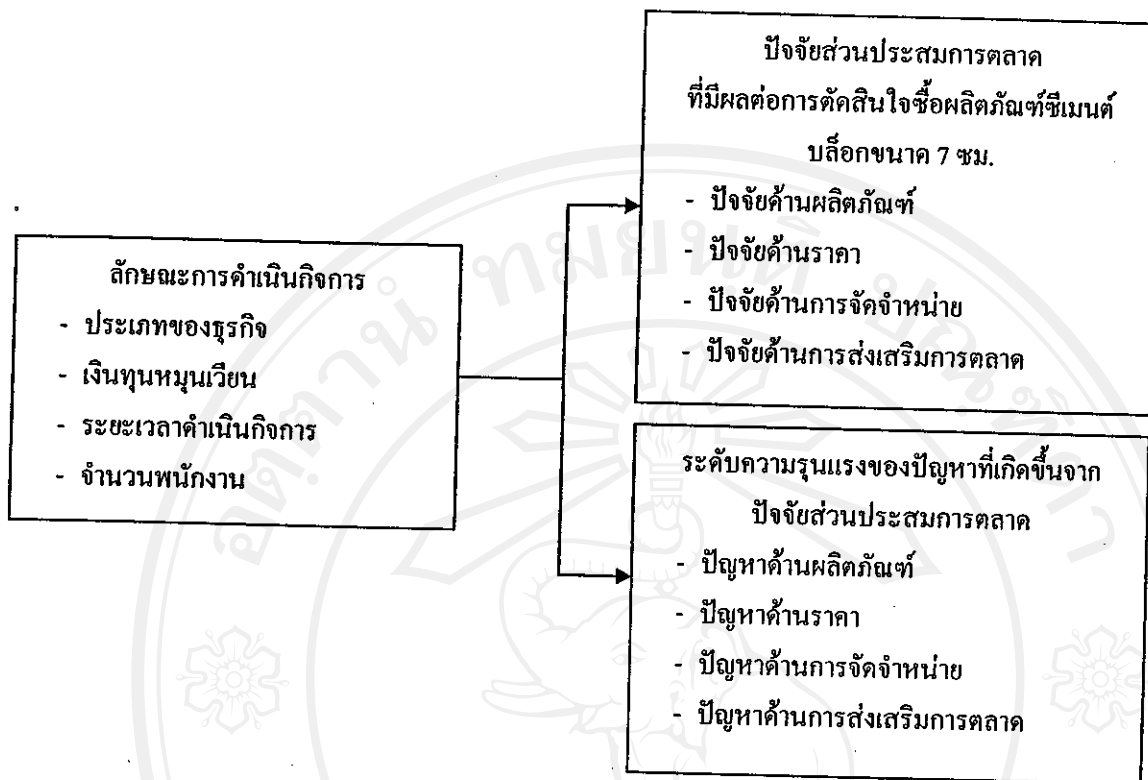 ปัจจัยส่วนประสมการตลาด
ที่มีผลต่อการตัดสินใจซื้อผลิตภัณฑ์ซีเมนต์
บล็อกขนาด 7 ซม.
- ปัจจัยด้านผลิตภัณฑ์
- ปัจจัยด้านราคา
- ปัจจัยด้านการจัดจำหน่าย
- ปัจจัยด้านการส่งเสริมการตลาด
ลักษณะการดำเนินกิจการ
- ประเภทของธุรกิจ
- เงินทุนหมุนเวียน
- ระยะเวลาดำเนินกิจการ
- จำนวนพนักงาน
ระดับความรุนแรงของปัญหาที่เกิดขึ้นจาก
ปัจจัยส่วนประสมการตลาด
- ปัญหาด้านผลิตภัณฑ์
- ปัญหาด้านราคา
- ปัญหาด้านการจัดจำหน่าย
- ปัญหาด้านการส่งเสริมการตลาด
อตฺตานํ ทมยนฺติ ปณฺฑิตา